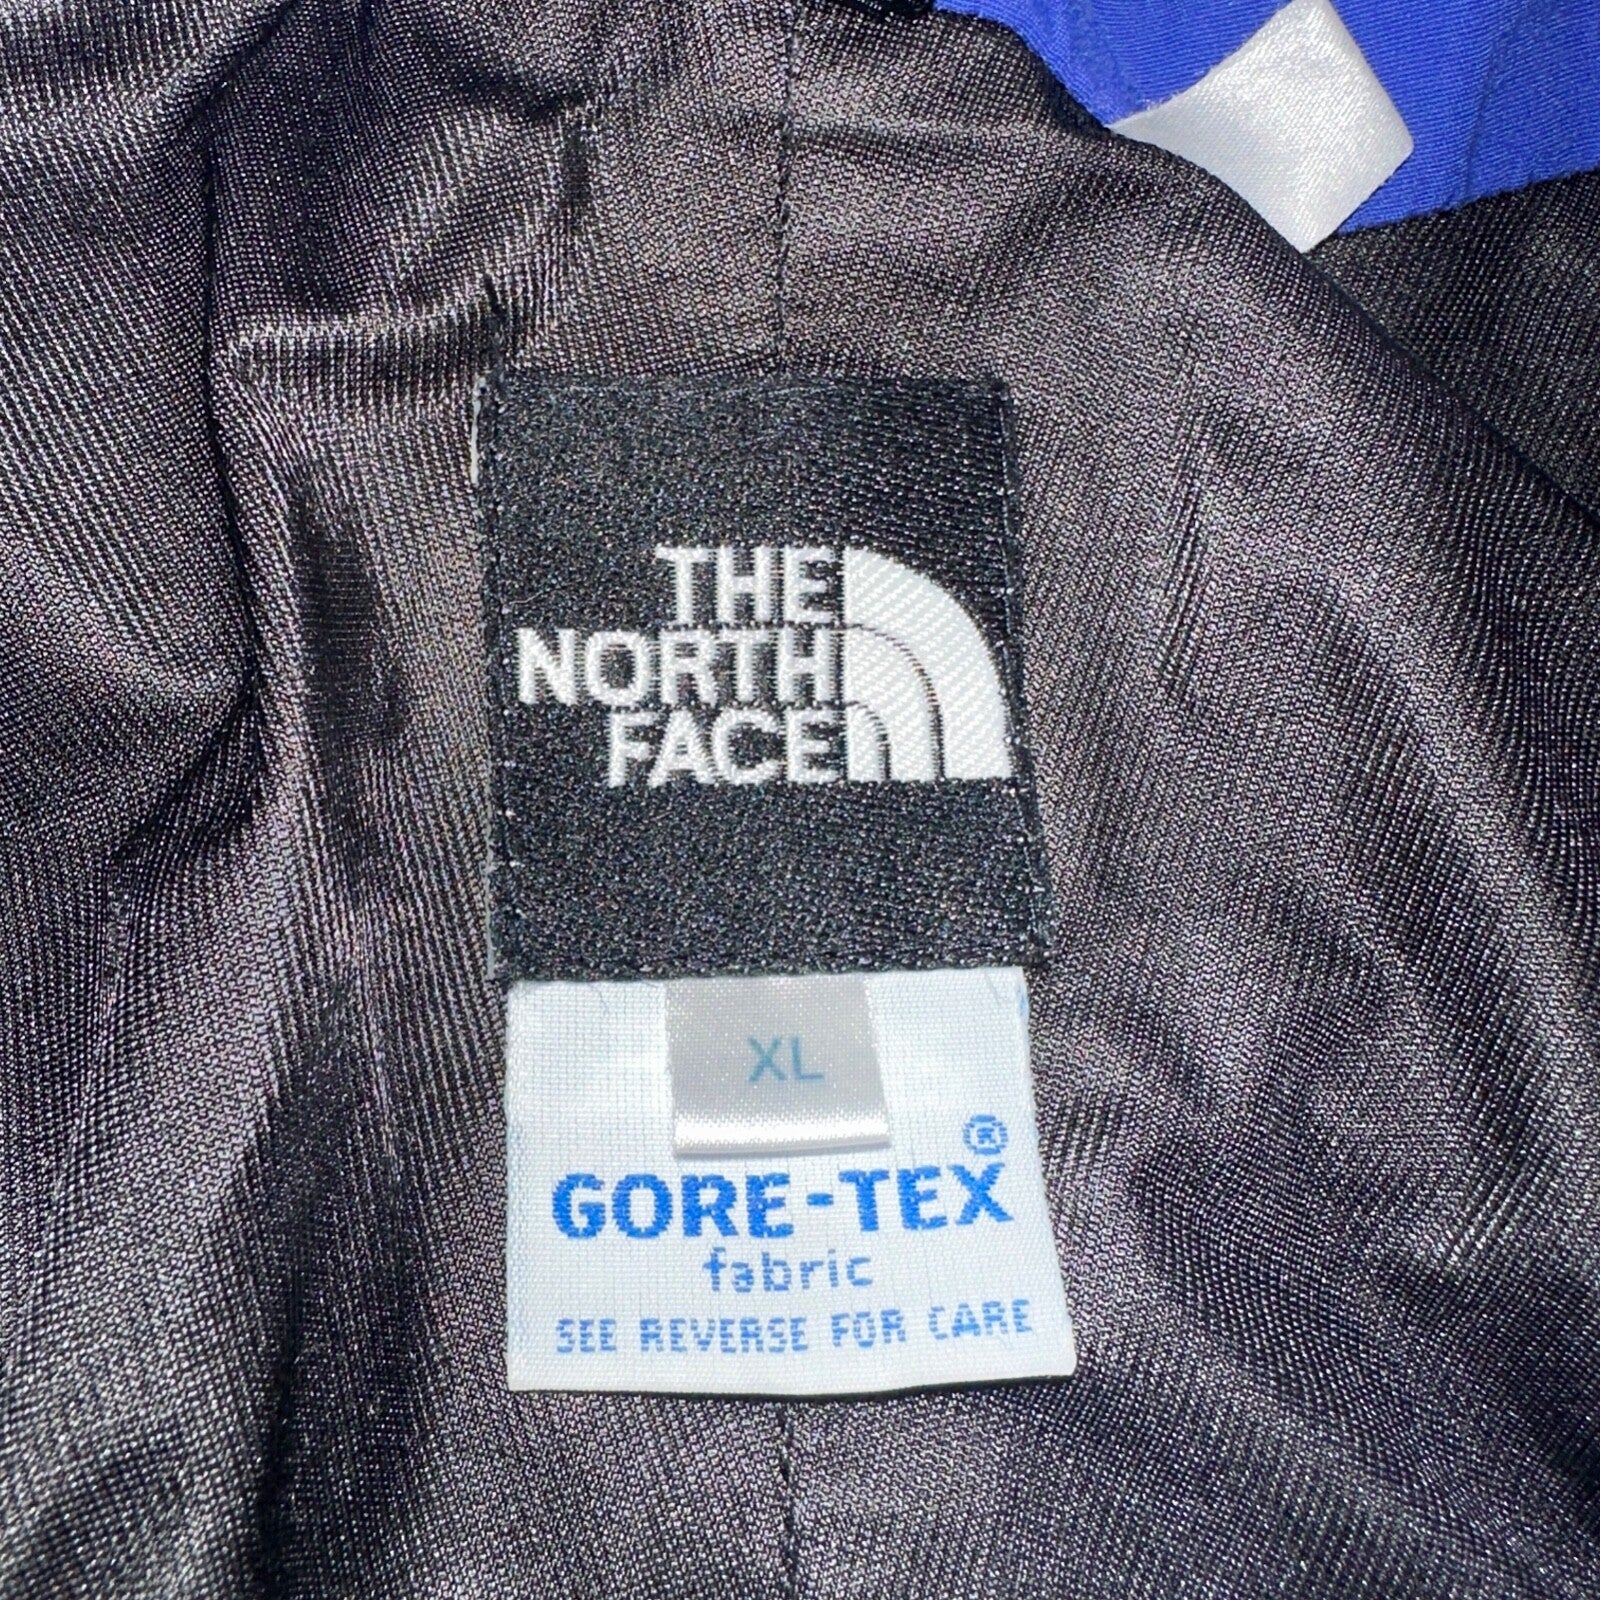 THE
NORTH
FACE
XL
GORE-TEX®
fabric
SEE REVERSE FOR CARE